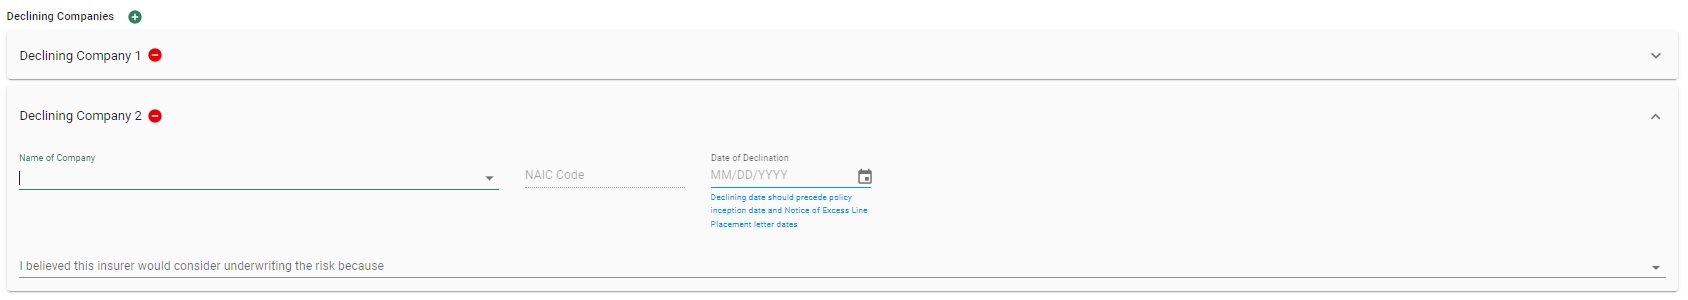 Declining Companies
Declining Company 1
Declining Company 2
Name of Company
NAIC Code
Date of Declination
MM/DD/YYYY
Declining date should precede policy
inception date and Notice of Excess Line
Placement letter dates
I believed this insurer would consider underwriting the risk because